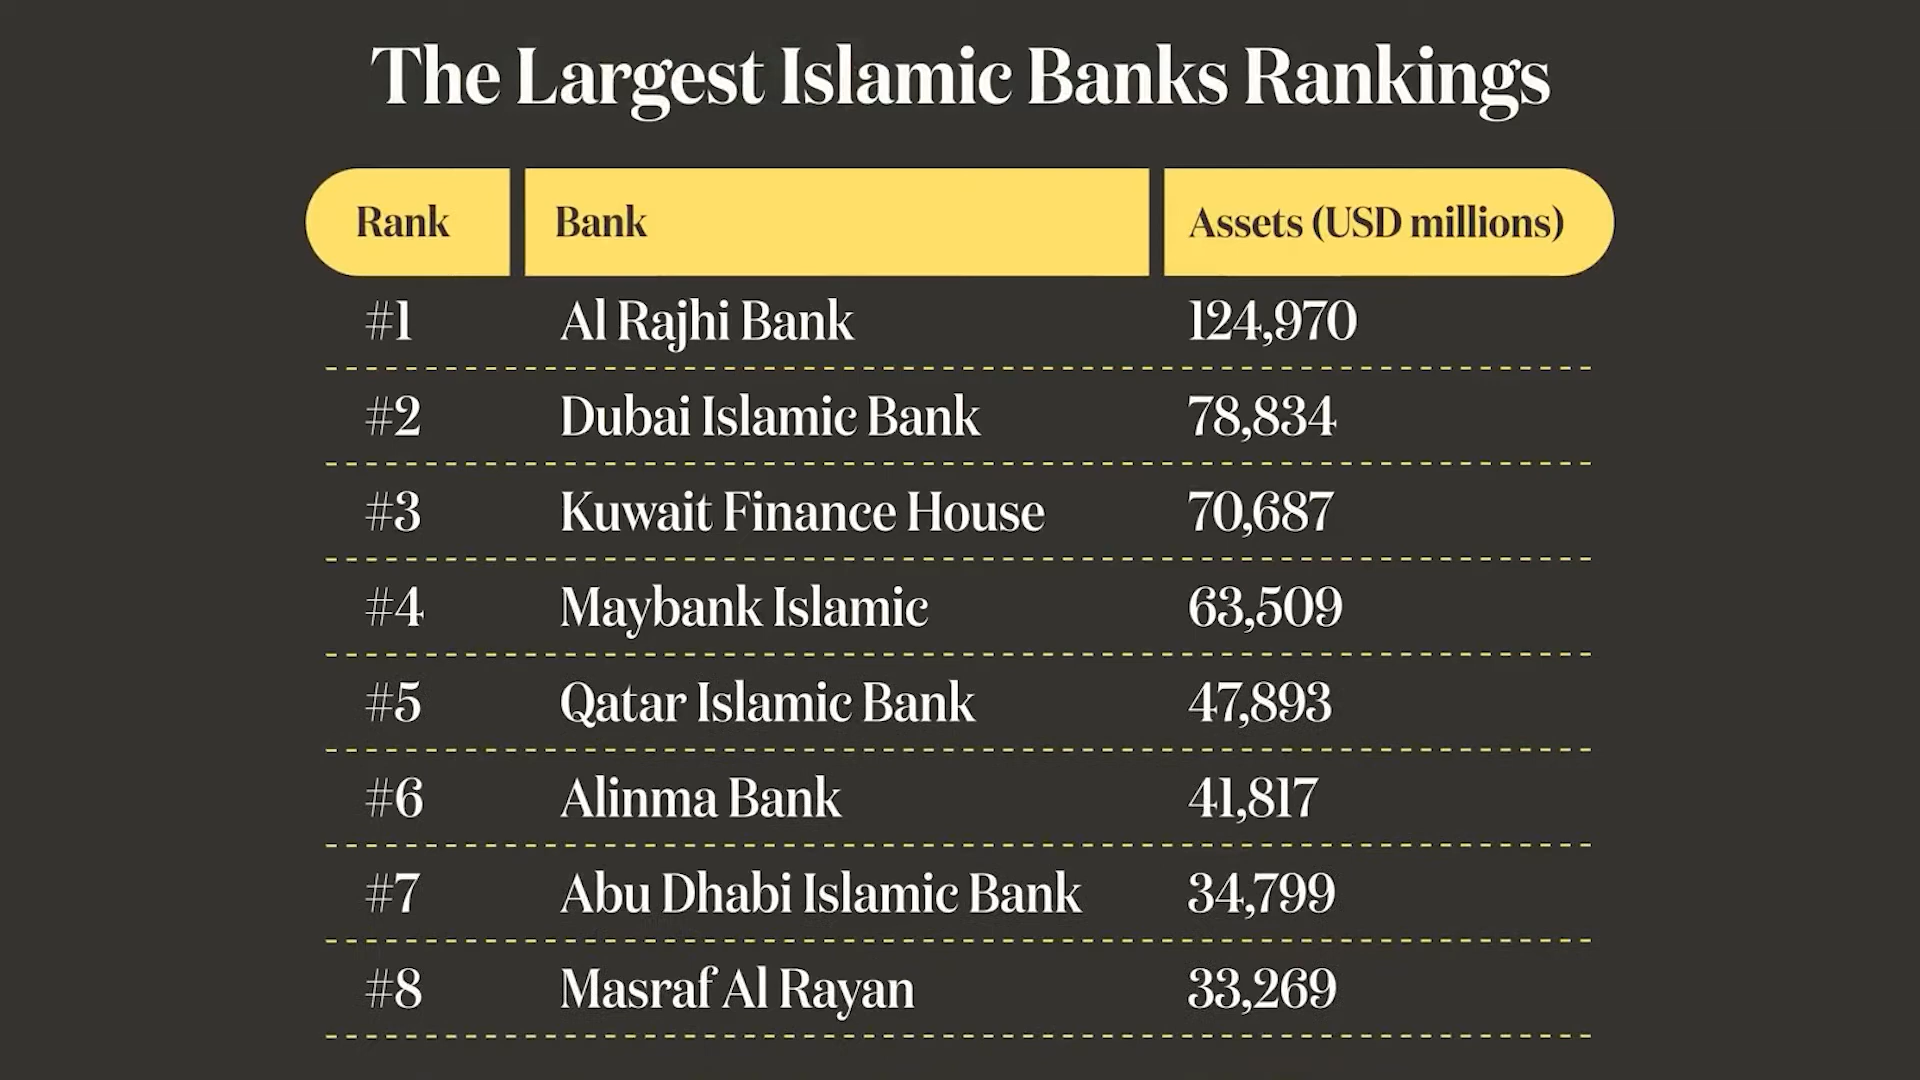 The Largest Islamic Banks Rankings
Rank Bank Assets (USD millions)
#1 Al Rajhi Bank 124,970
#2 Dubai Islamic Bank 78,834
#3 Kuwait Finance House 70,687
#4 Maybank Islamic 63,509
#5 Qatar Islamic Bank 47,893
#6 Alinma Bank 41,817
#7 Abu Dhabi Islamic Bank 34,799
#8 Masraf Al Rayan 33,269